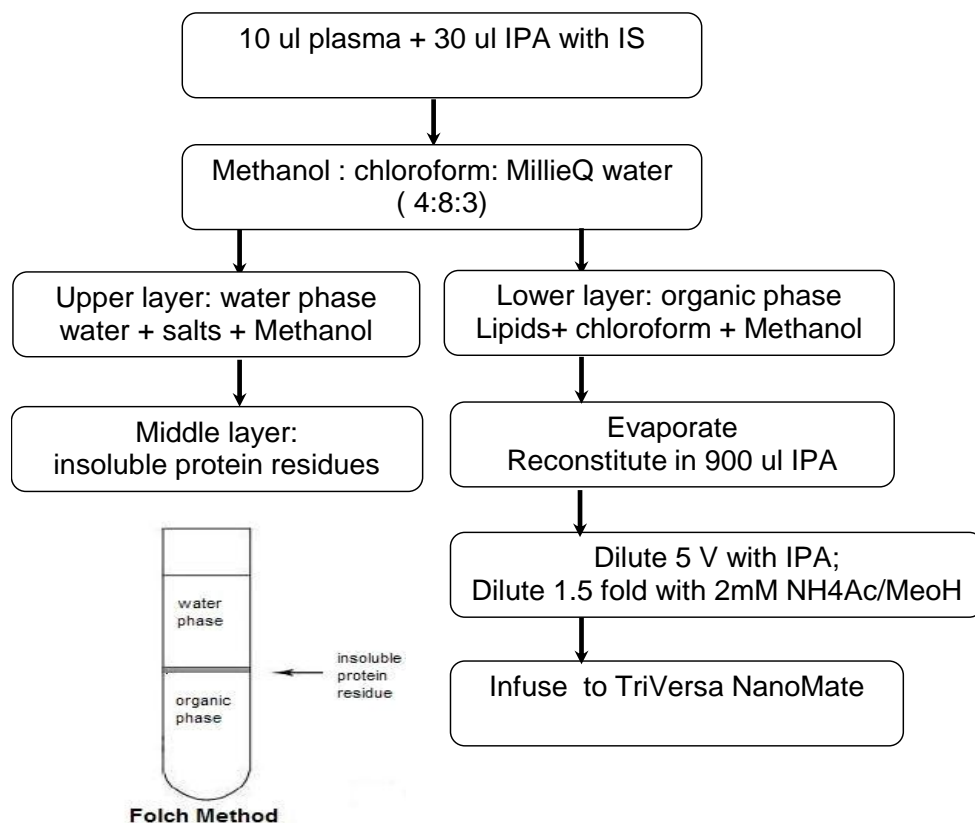 10 ul plasma + 30 ul IPA with IS
Methanol : chloroform: MillieQ water
( 4:8:3)
Upper layer: water phase
water + salts + Methanol
Lower layer: organic phase
Lipids+ chloroform + Methanol
Middle layer:
insoluble protein residues
Evaporate
Reconstitute in 900 ul IPA
Dilute 5 V with IPA;
Dilute 1.5 fold with 2mM NH4Ac/MeoH
Infuse to TriVersa NanoMate
water
phase
insoluble
protein
residue
organic
phase
Folch Method